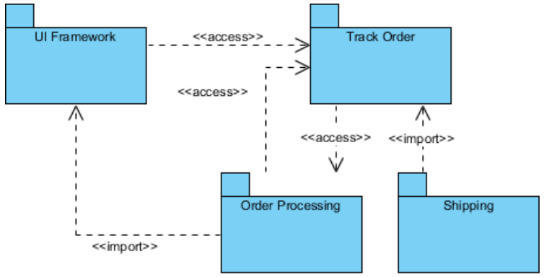 UI Framework
<<access>>
Track Order
<<access>>
<<access>>
<<import>>
Order Processing
Shipping
<<import>>